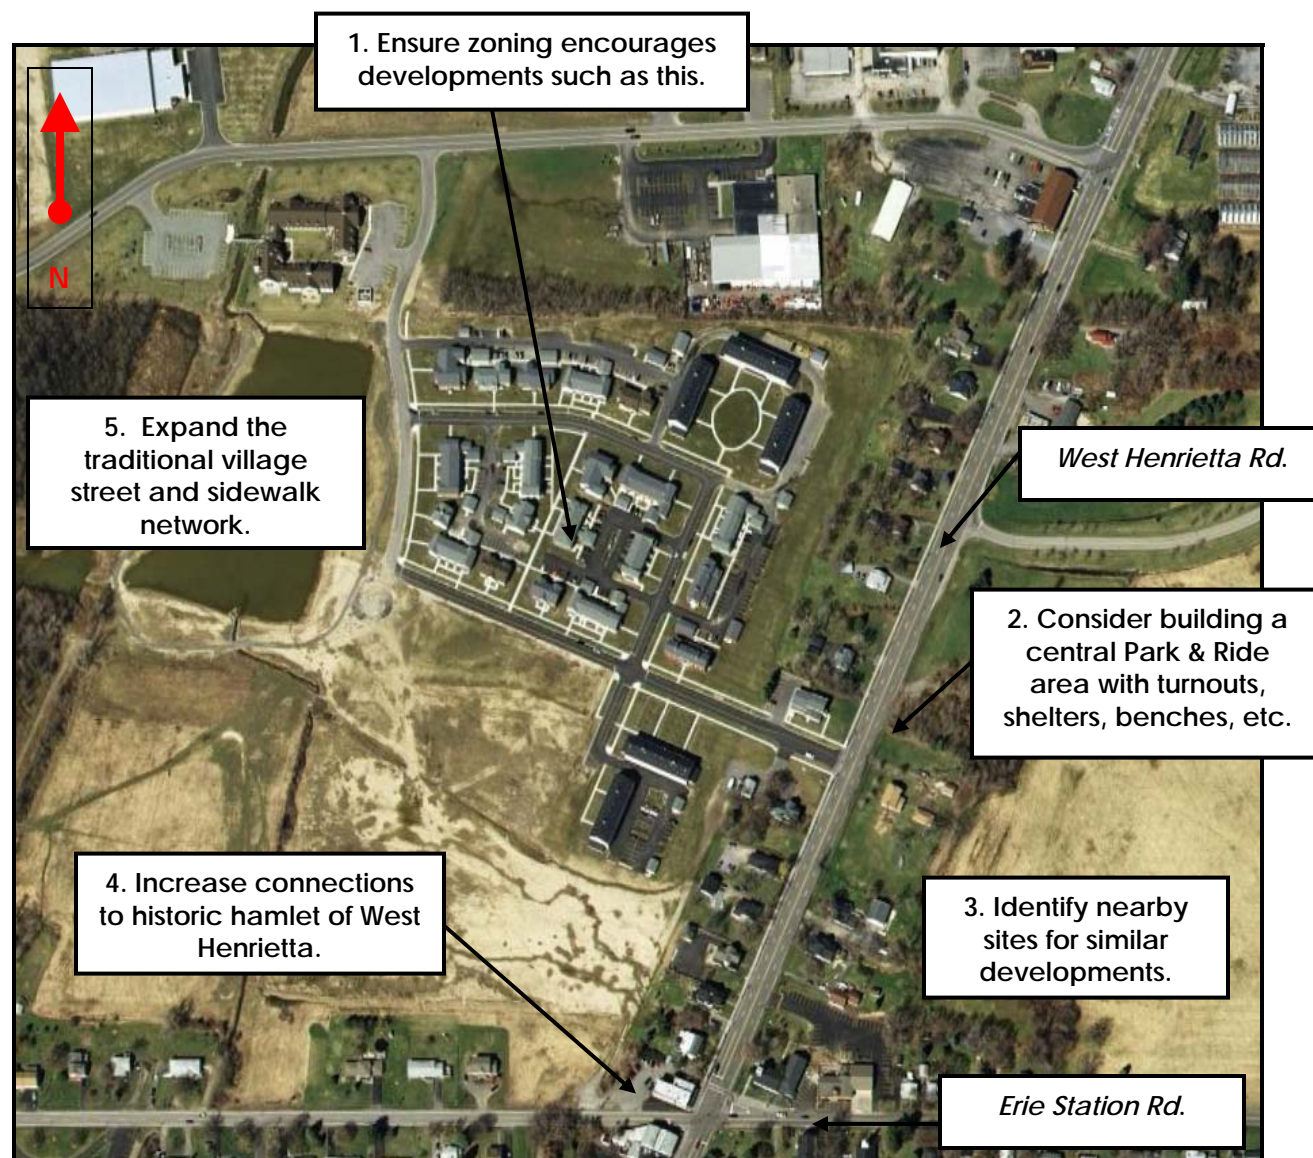 1. Ensure zoning encourages
developments such as this.
N
5.  Expand the
traditional village
street and sidewalk
network.
West Henrietta Rd.
2. Consider building a
central Park & Ride
area with turnouts,
shelters, benches, etc.
4. Increase connections
to historic hamlet of West
Henrietta.
3. Identify nearby
sites for similar
developments.
Erie Station Rd.